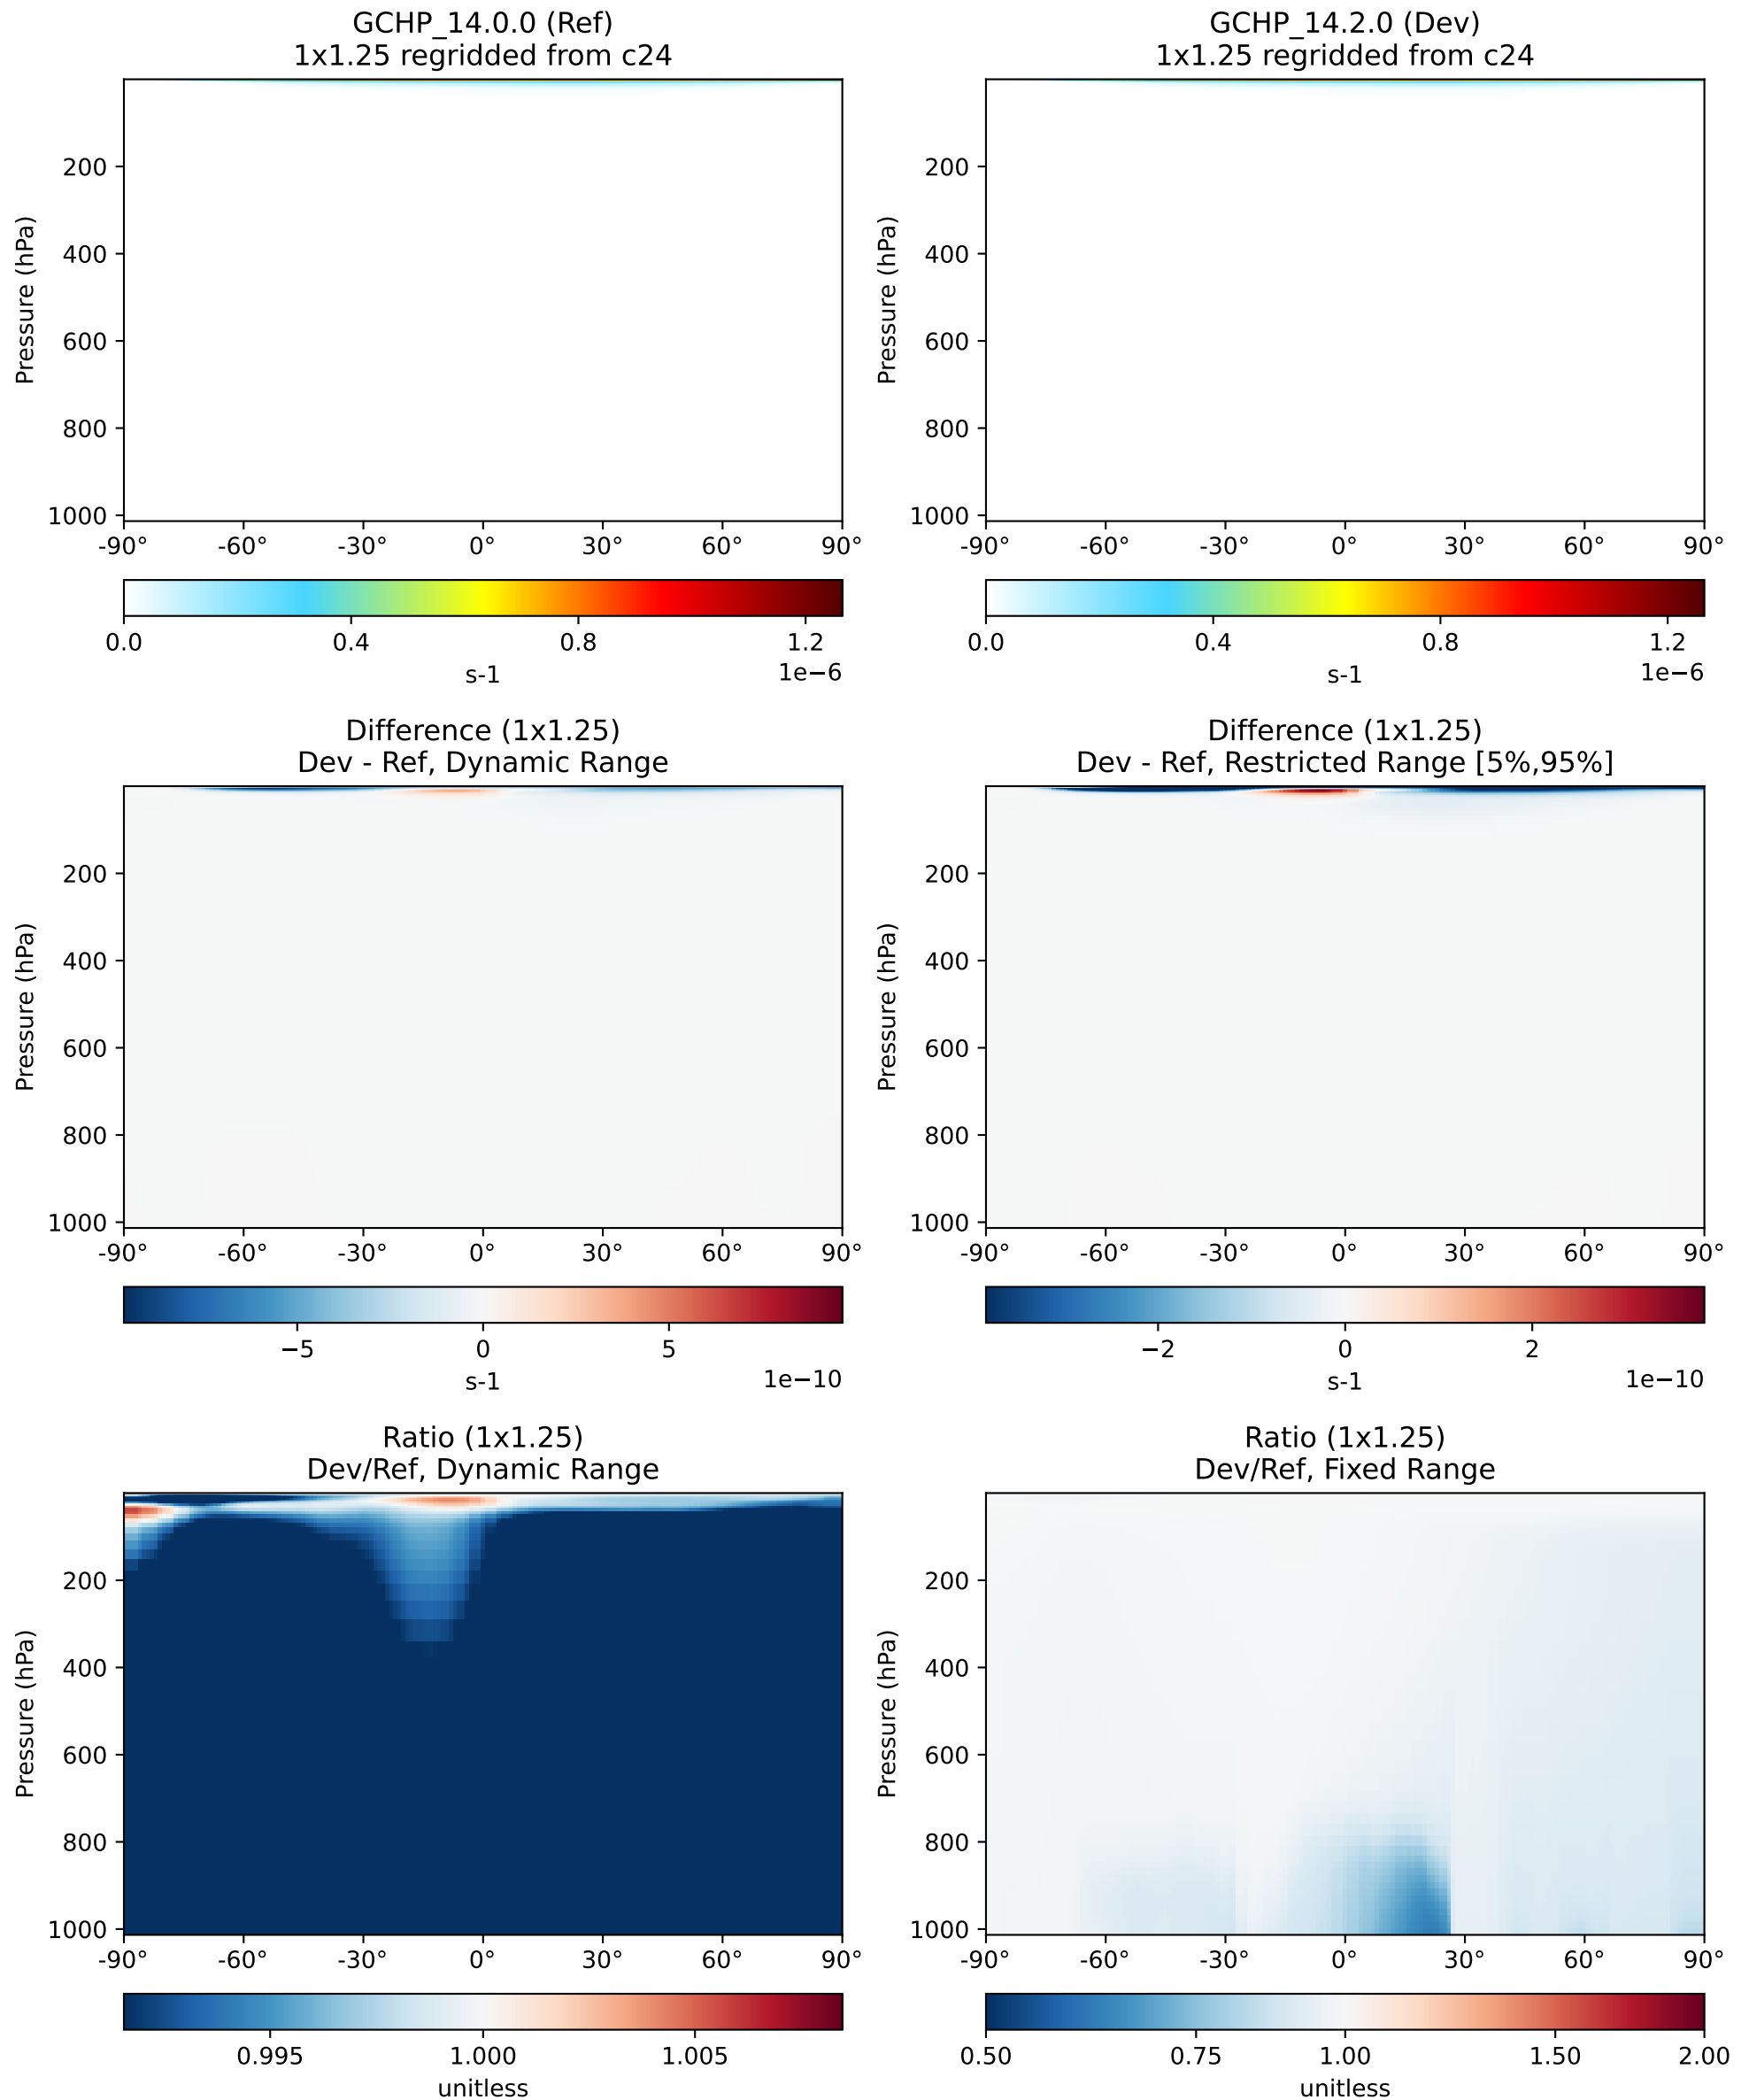 GCHP_14.0.0 (Ref)
1x1.25 regridded from c24
GCHP_14.2.0 (Dev)
1x1.25 regridded from c24
Pressure (hPa)
200
400
600
800
1000
-90° -60° -30° 0° 30° 60° 90°
Pressure (hPa)
200
400
600
800
1000
-90° -60° -30° 0° 30° 60° 90°
0.0 0.4 0.8 1.2
1e−6
s-1
0.0 0.4 0.8 1.2
1e−6
s-1
Difference (1x1.25)
Dev - Ref, Dynamic Range
Difference (1x1.25)
Dev - Ref, Restricted Range [5%,95%]
Pressure (hPa)
200
400
600
800
1000
-90° -60° -30° 0° 30° 60° 90°
Pressure (hPa)
200
400
600
800
1000
-90° -60° -30° 0° 30° 60° 90°
−5 0 5
1e−10
s-1
−2 0 2
1e−10
s-1
Ratio (1x1.25)
Dev/Ref, Dynamic Range
Ratio (1x1.25)
Dev/Ref, Fixed Range
Pressure (hPa)
200
400
600
800
1000
-90° -60° -30° 0° 30° 60° 90°
Pressure (hPa)
200
400
600
800
1000
-90° -60° -30° 0° 30° 60° 90°
0.995 1.000 1.005
unitless
0.50 0.75 1.00 1.50 2.00
unitless